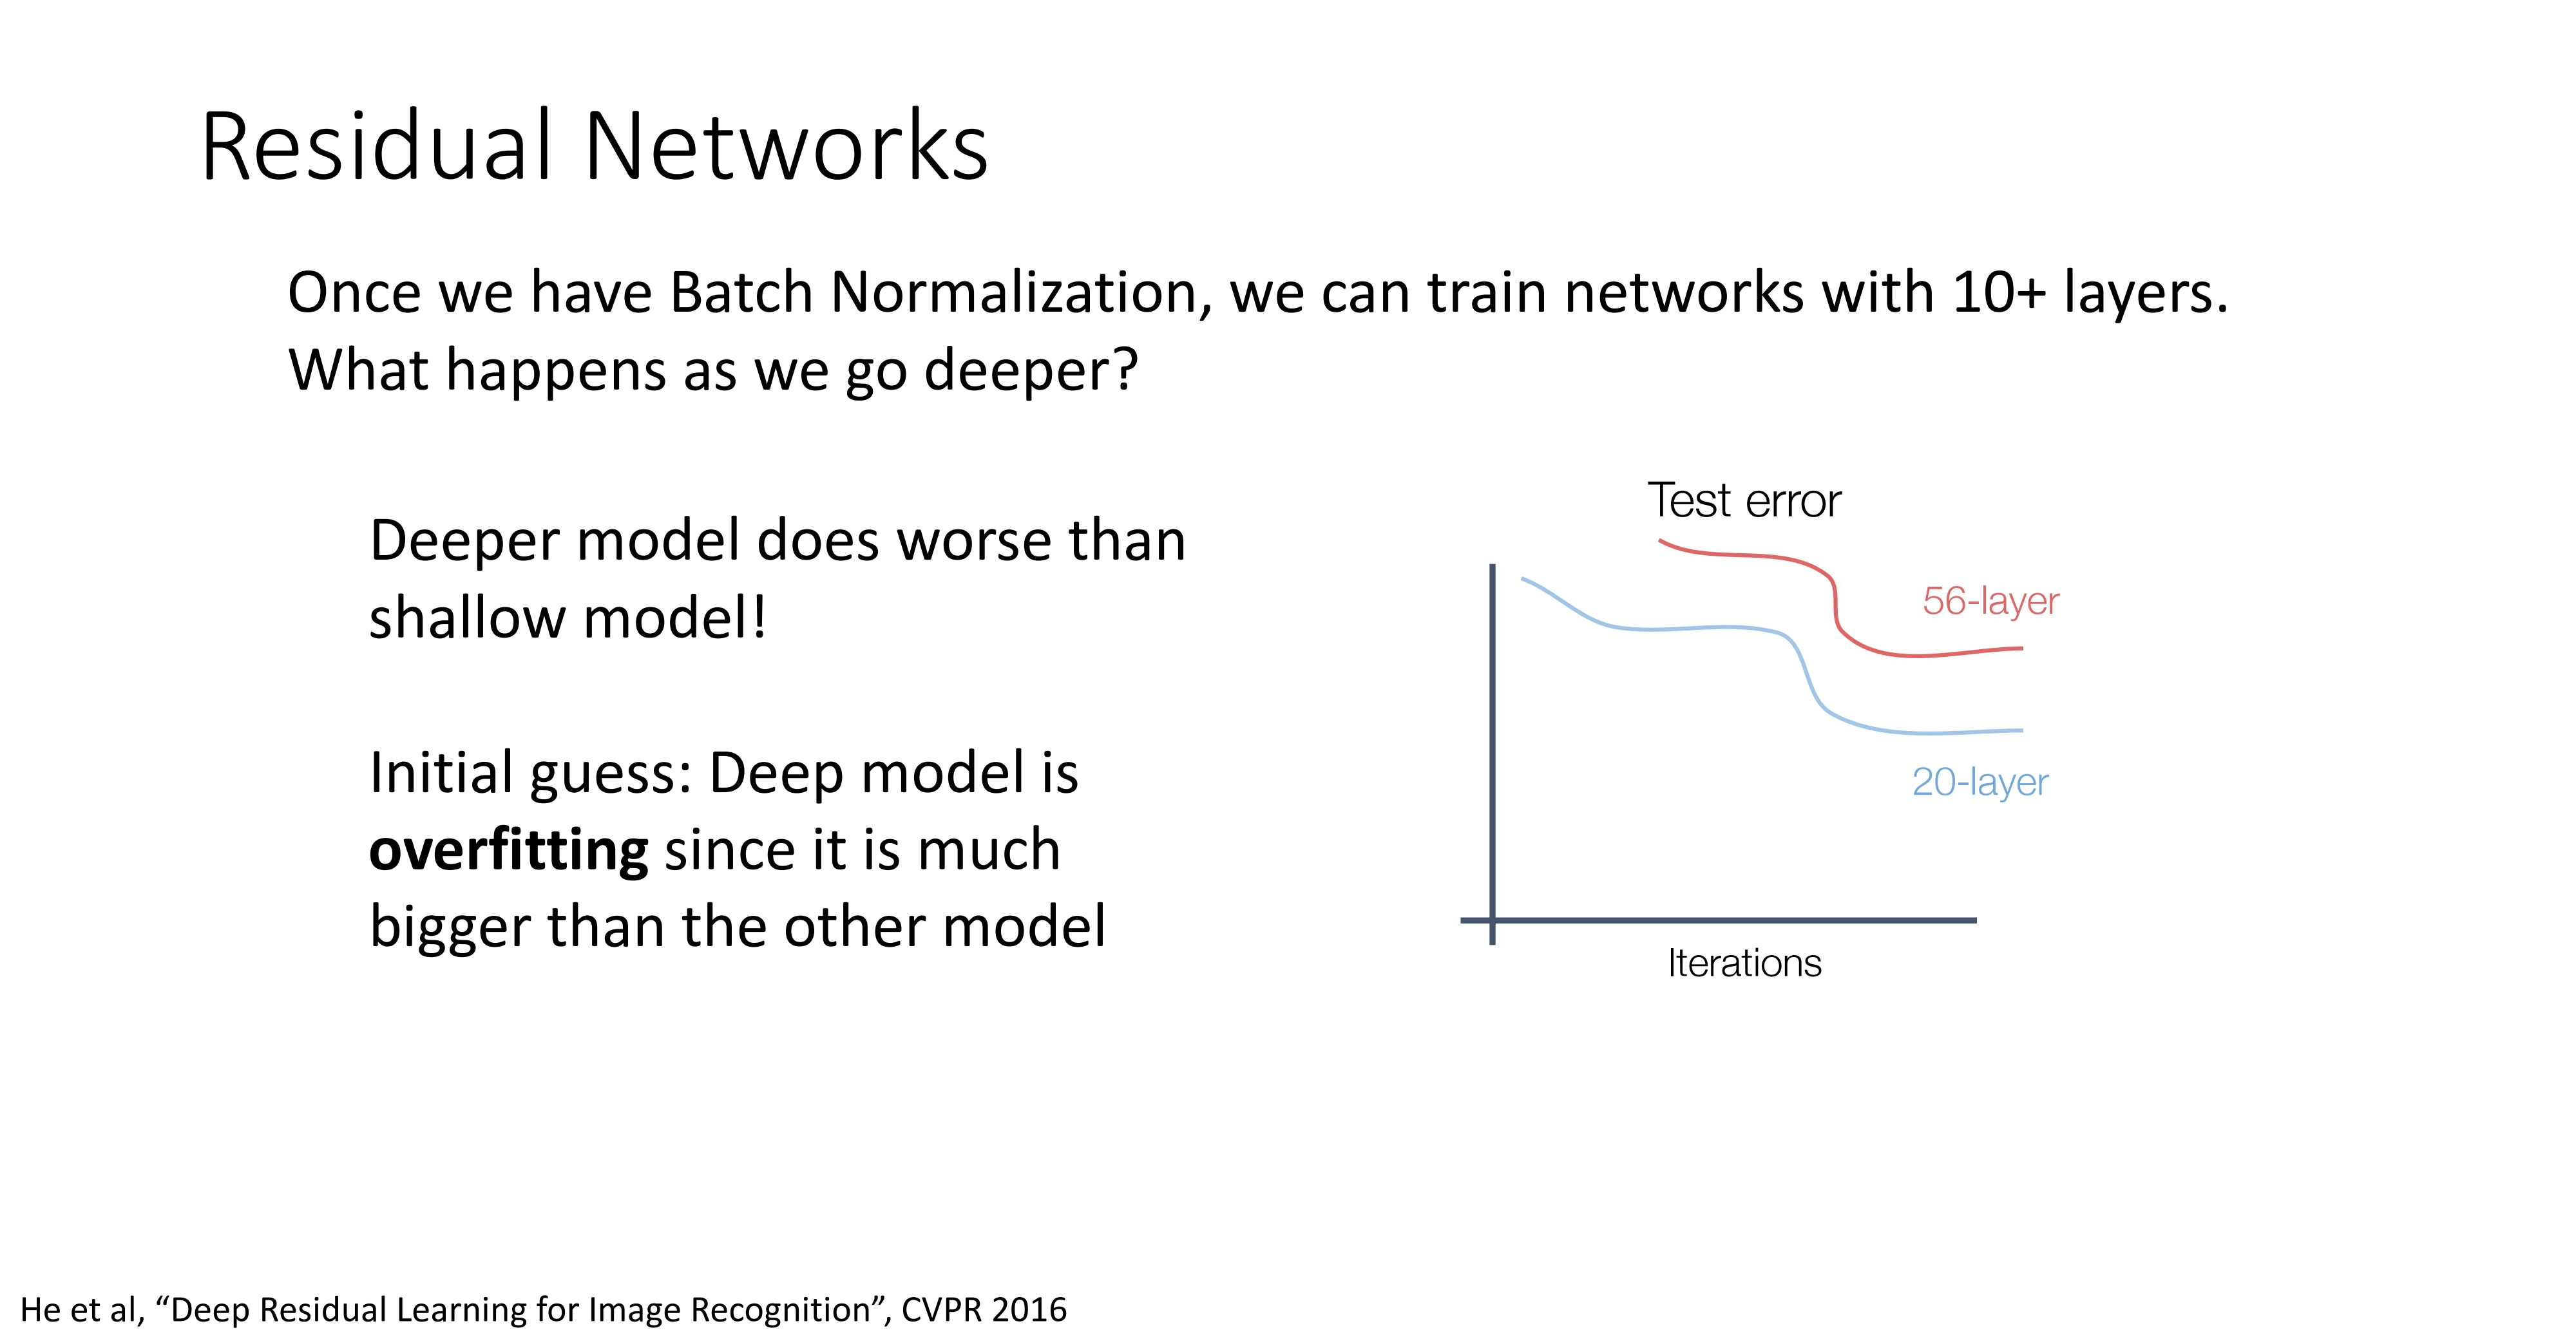 Residual Networks
Once we have Batch Normalization, we can train networks with 10+ layers.
What happens as we go deeper?
Deeper model does worse than
shallow model!
Initial guess: Deep model is
overfitting since it is much
bigger than the other model
Test error
56-layer
20-layer
Iterations
He et al, “Deep Residual Learning for Image Recognition”, CVPR 2016